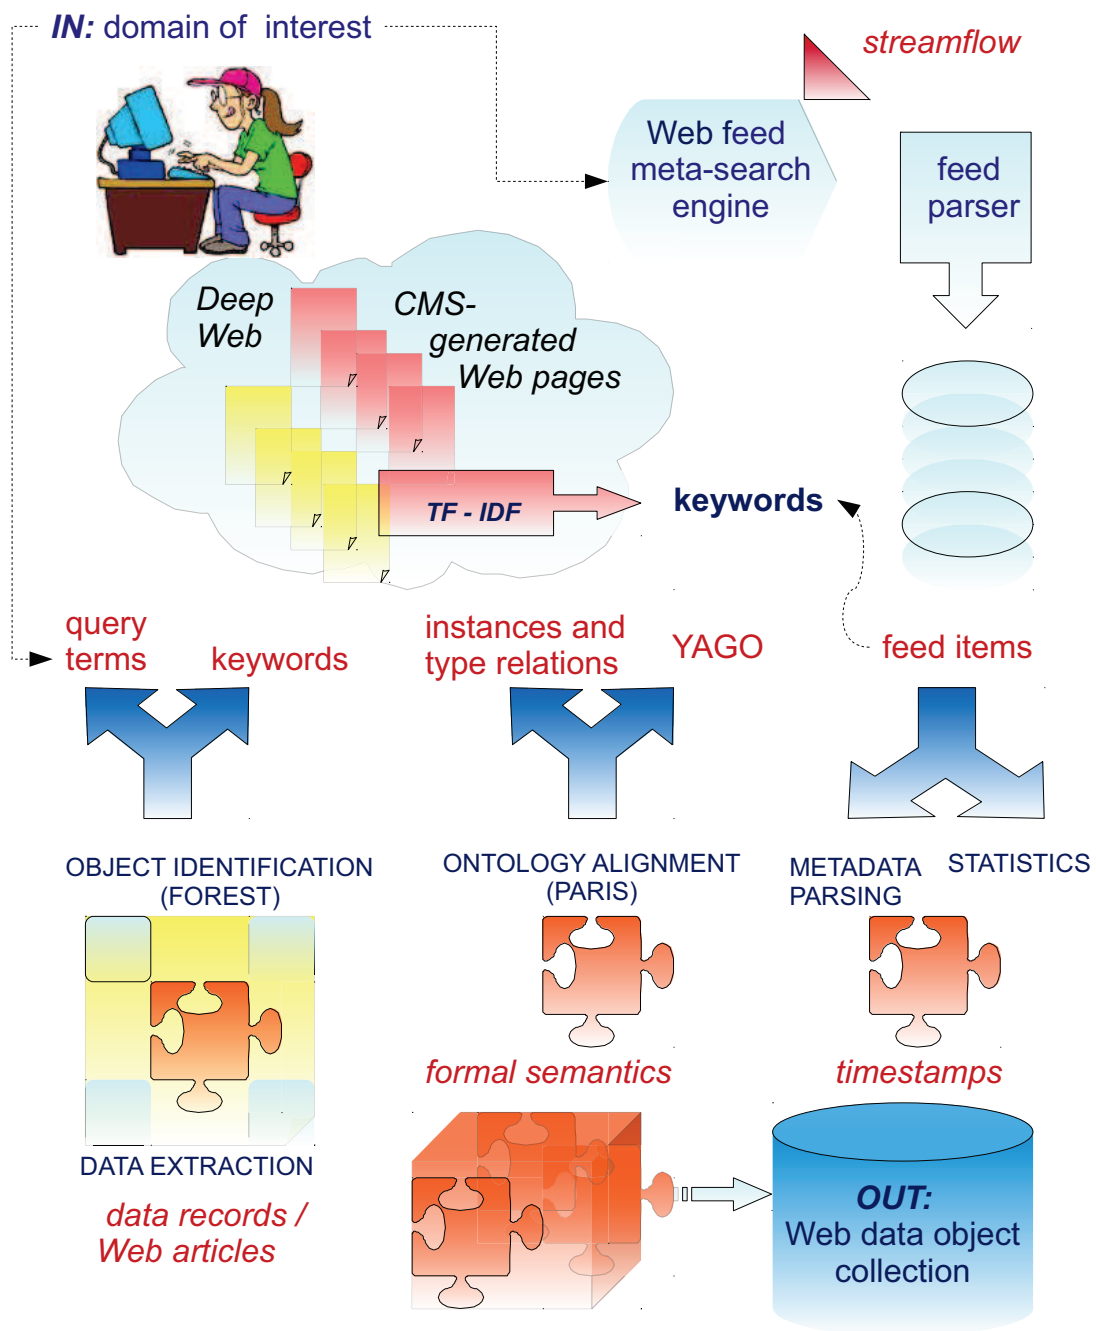 IN: domain of interest
streamflow
Web feed
meta-search
engine
feed
parser
Deep
Web
CMS-
generated
Web pages
TF - IDF
keywords
query
terms
keywords
instances and
type relations
YAGO
feed items
OBJECT IDENTIFICATION
(FOREST)
ONTOLOGY ALIGNMENT
(PARIS)
METADATA
PARSING
STATISTICS
formal semantics
timestamps
DATA EXTRACTION
data records /
Web articles
OUT:
Web data object
collection